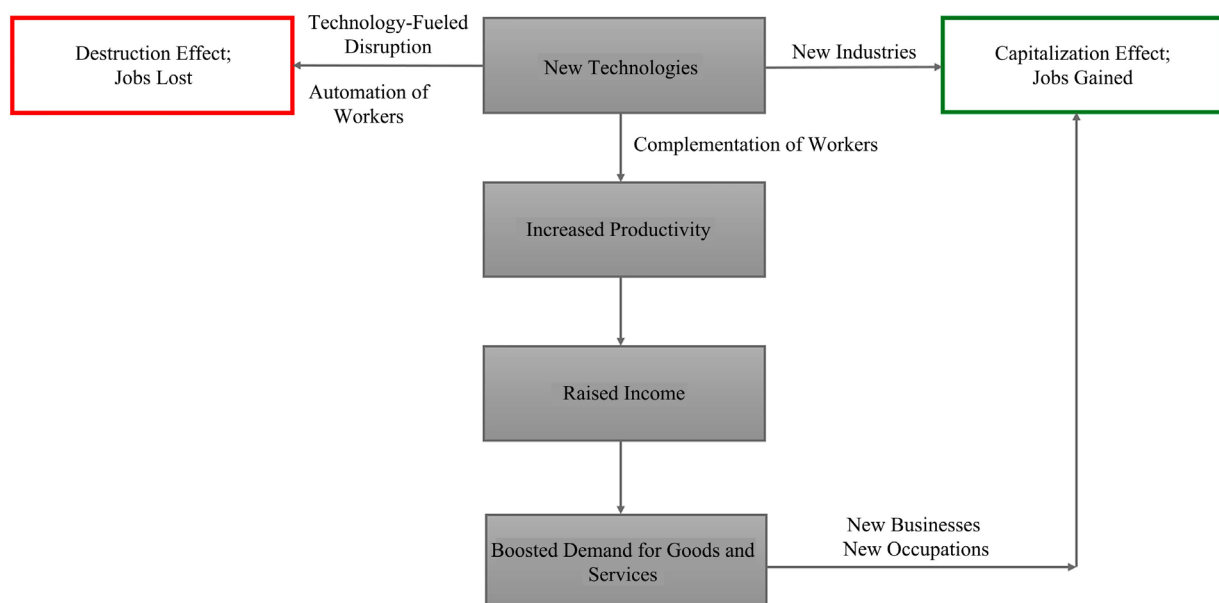 Destruction Effect;
Jobs Lost
Technology-Fueled
Disruption
Automation of
Workers
New Technologies
New Industries
Capitalization Effect;
Jobs Gained
Complementation of Workers
Increased Productivity
Raised Income
Boosted Demand for Goods and
Services
New Businesses
New Occupations